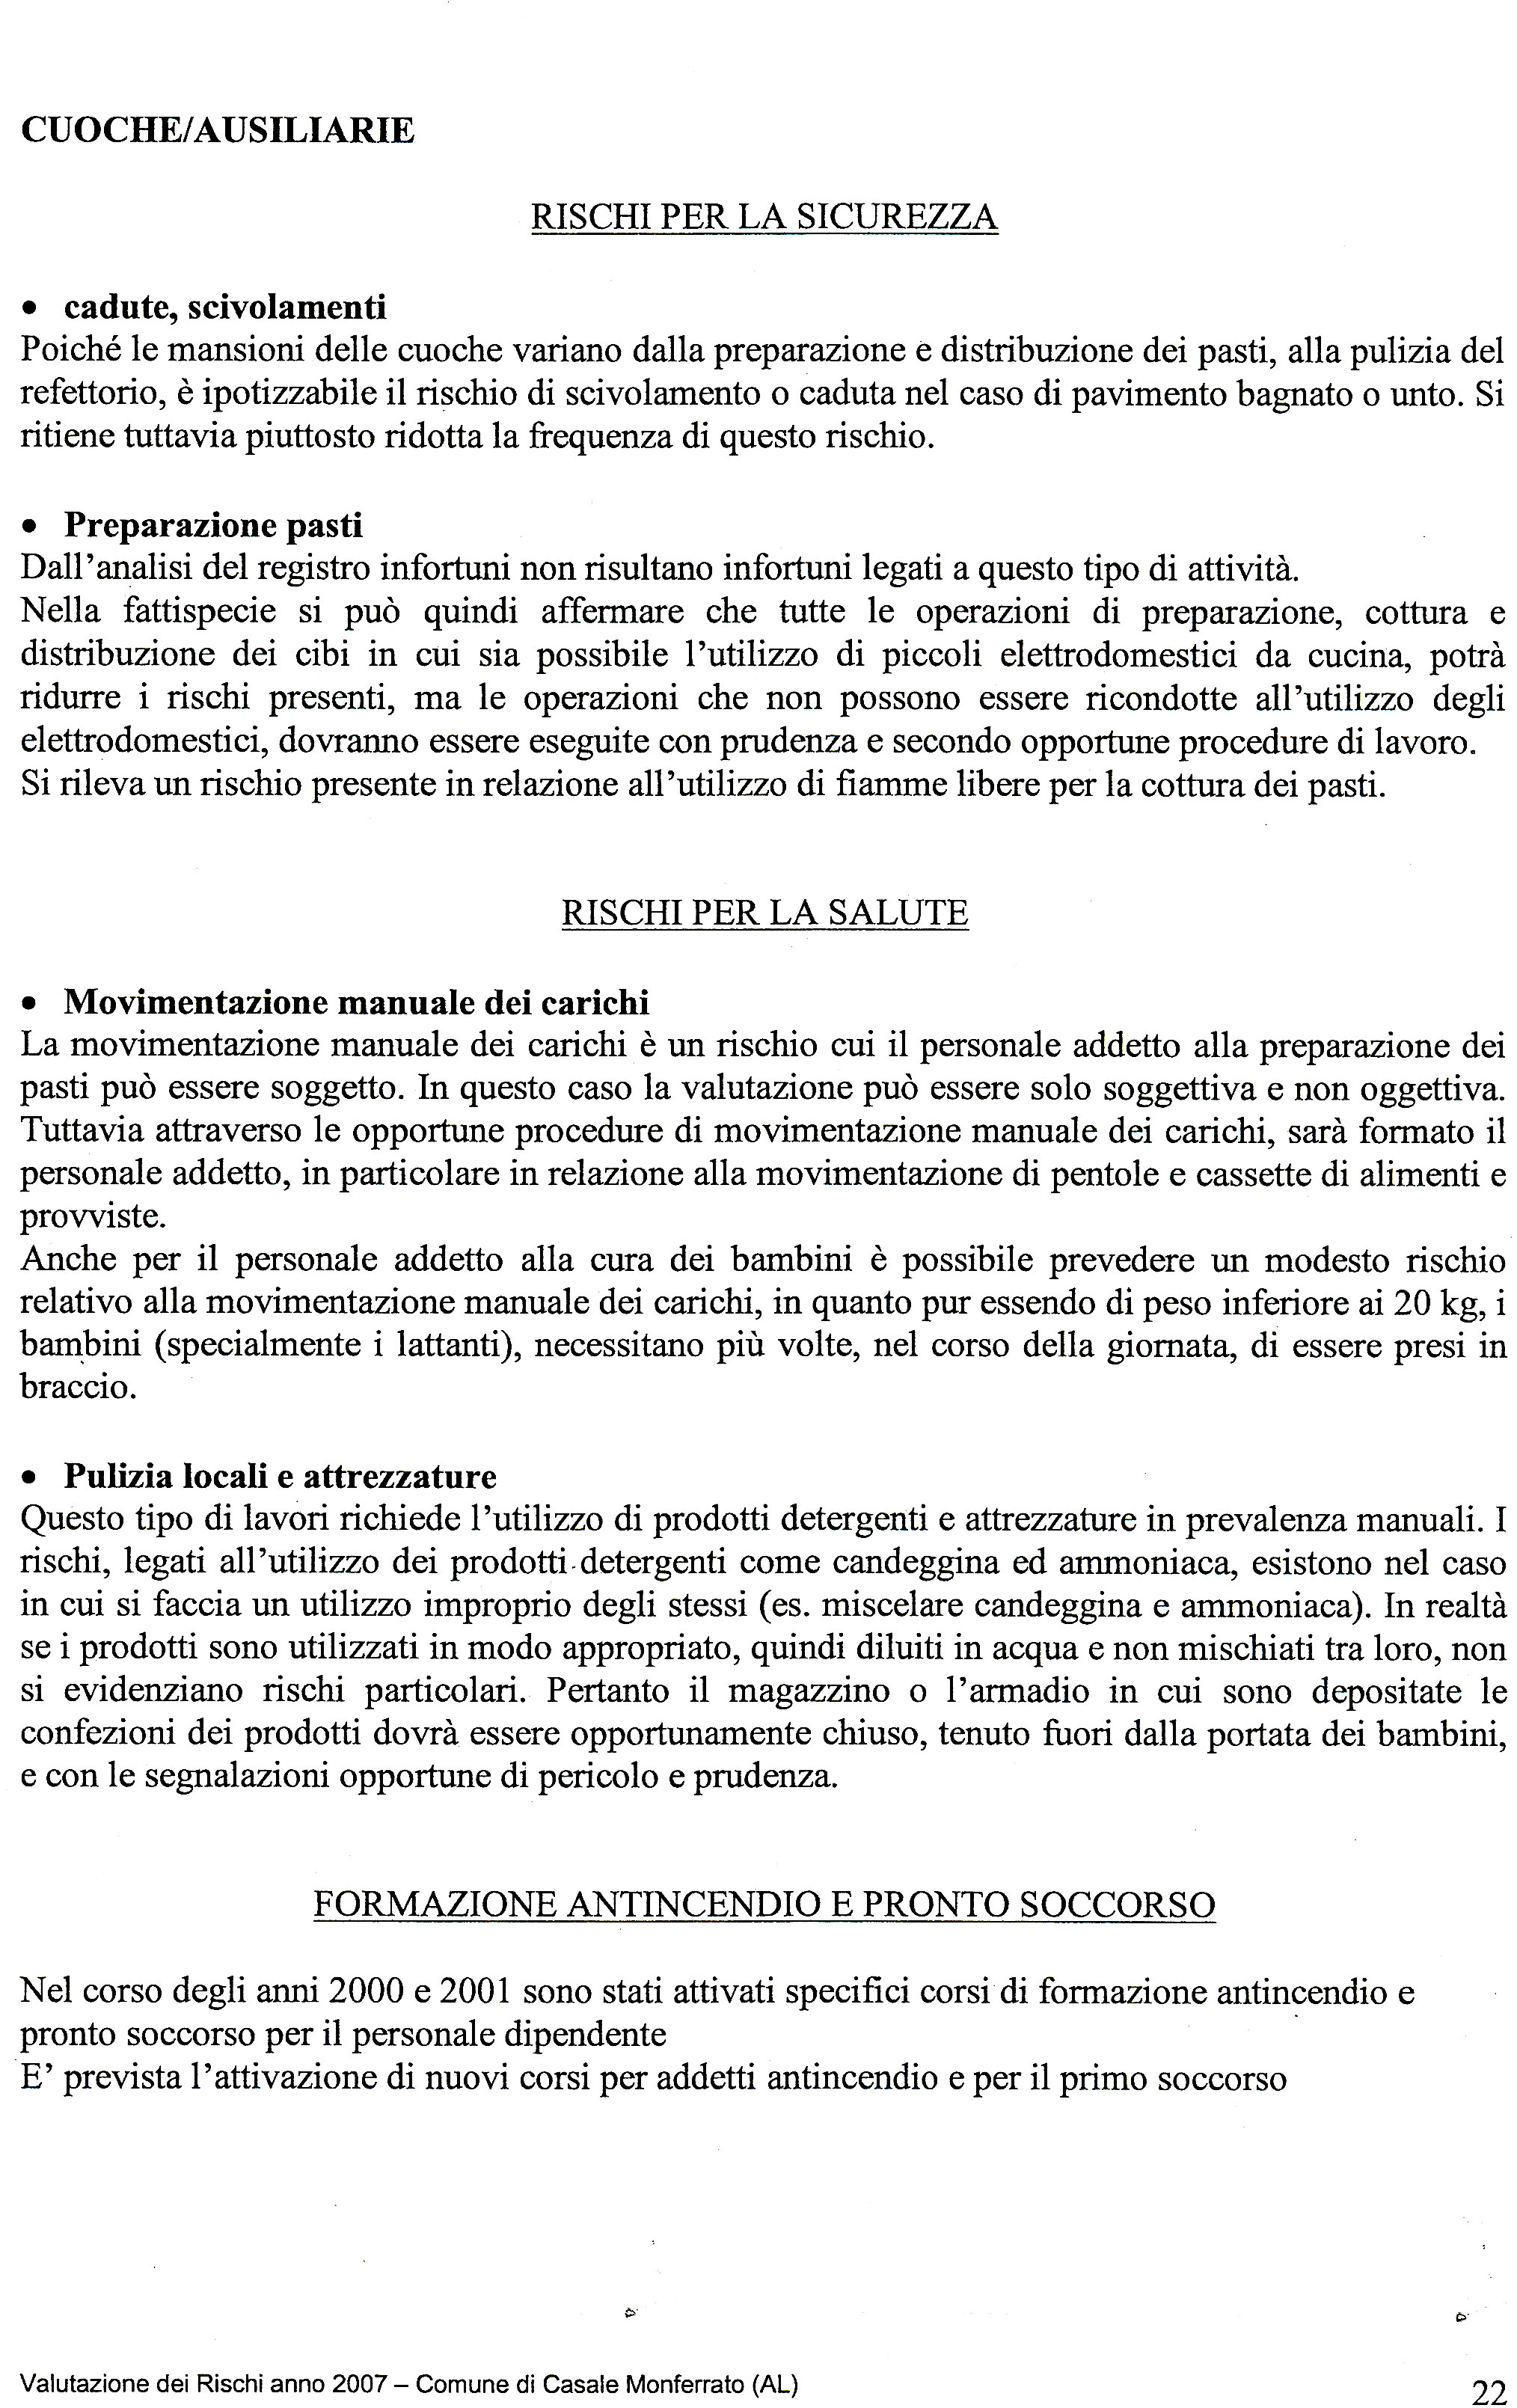 CUOCHE/AUSILIARIE
RISCHI PER LA SICUREZZA
• cadute, scivolamenti
Poiché le mansioni delle cuoche variano dalla preparazione e distribuzione dei pasti, alla pulizia del
refettorio, è ipotizzabile il rischio di scivolamento o caduta nel caso di pavimento bagnato o unto. Si
ritiene tuttavia piuttosto ridotta la frequenza di questo rischio.
• Preparazione pasti
Dall'analisi del registro infortuni non risultano infortuni legati a questo tipo di attività.
Nella fattispecie si può quindi affermare che tutte le operazioni di preparazione, cottura e
distribuzione dei cibi in cui sia possibile l'utilizzo di piccoli elettrodomestici da cucina, potrà
ridurre i rischi presenti, ma le operazioni che non possono essere ricondotte all'utilizzo degli
elettrodomestici, dovranno essere eseguite con prudenza e secondo opportune procedure di lavoro.
Si rileva un rischio presente in relazione all'utilizzo di fiamme libere per la cottura dei pasti.
RISCHI PER LA SALUTE
• Movimentazione manuale dei carichi
La movimentazione manuale dei carichi è un rischio cui il personale addetto alla preparazione dei
pasti può essere soggetto. In questo caso la valutazione può essere solo soggettiva e non oggettiva.
Tuttavia attraverso le opportune procedure di movimentazione manuale dei carichi, sarà formato il
personale addetto, in particolare in relazione alla movimentazione di pentole e cassette di alimenti e
provviste.
Anche per il personale addetto alla cura dei bambini è possibile prevedere un modesto rischio
relativo alla movimentazione manuale dei carichi, in quanto pur essendo di peso inferiore ai 20 kg, i
bambini (specialmente i lattanti), necessitano più volte, nel corso della giornata, di essere presi in
braccio.
• Pulizia locali e attrezzature
Questo tipo di lavori richiede l'utilizzo di prodotti detergenti e attrezzature in prevalenza manuali. I
rischi, legati all'utilizzo dei prodotti detergenti come candeggina ed ammoniaca, esistono nel caso
in cui si faccia un utilizzo improprio degli stessi (es. miscelare candeggina e ammoniaca). In realtà
se i prodotti sono utilizzati in modo appropriato, quindi diluiti in acqua e non mischiati tra loro, non
si evidenziano rischi particolari. Pertanto il magazzino o l'armadio in cui sono depositate le
confezioni dei prodotti dovrà essere opportunamente chiuso, tenuto fuori dalla portata dei bambini,
e con le segnalazioni opportune di pericolo e prudenza.
FORMAZIONE ANTINCENDIO E PRONTO SOCCORSO
Nel corso degli anni 2000 e 2001 sono stati attivati specifici corsi di formazione antincendio e
pronto soccorso per il personale dipendente
E' prevista l'attivazione di nuovi corsi per addetti antincendio e per il primo soccorso
Valutazione dei Rischi anno 2007 – Comune di Casale Monferrato (AL)
22